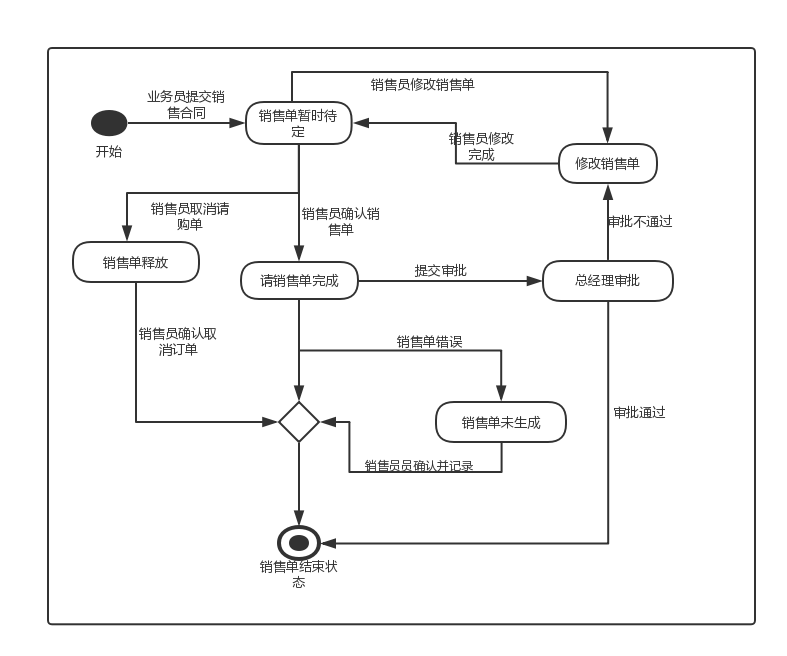 销售员修改销售单
业务员提交销
售合同
销售单暂时待
定
开始
销售员修改
完成
修改销售单
销售员取消请
购单
销售员确认销
售单
审批不通过
销售单释放
请销售单完成
提交审批
总经理审批
销售员确认取
消订单
销售单错误
销售单未生成
审批通过
销售员员确认并记录
销售单结束状
态